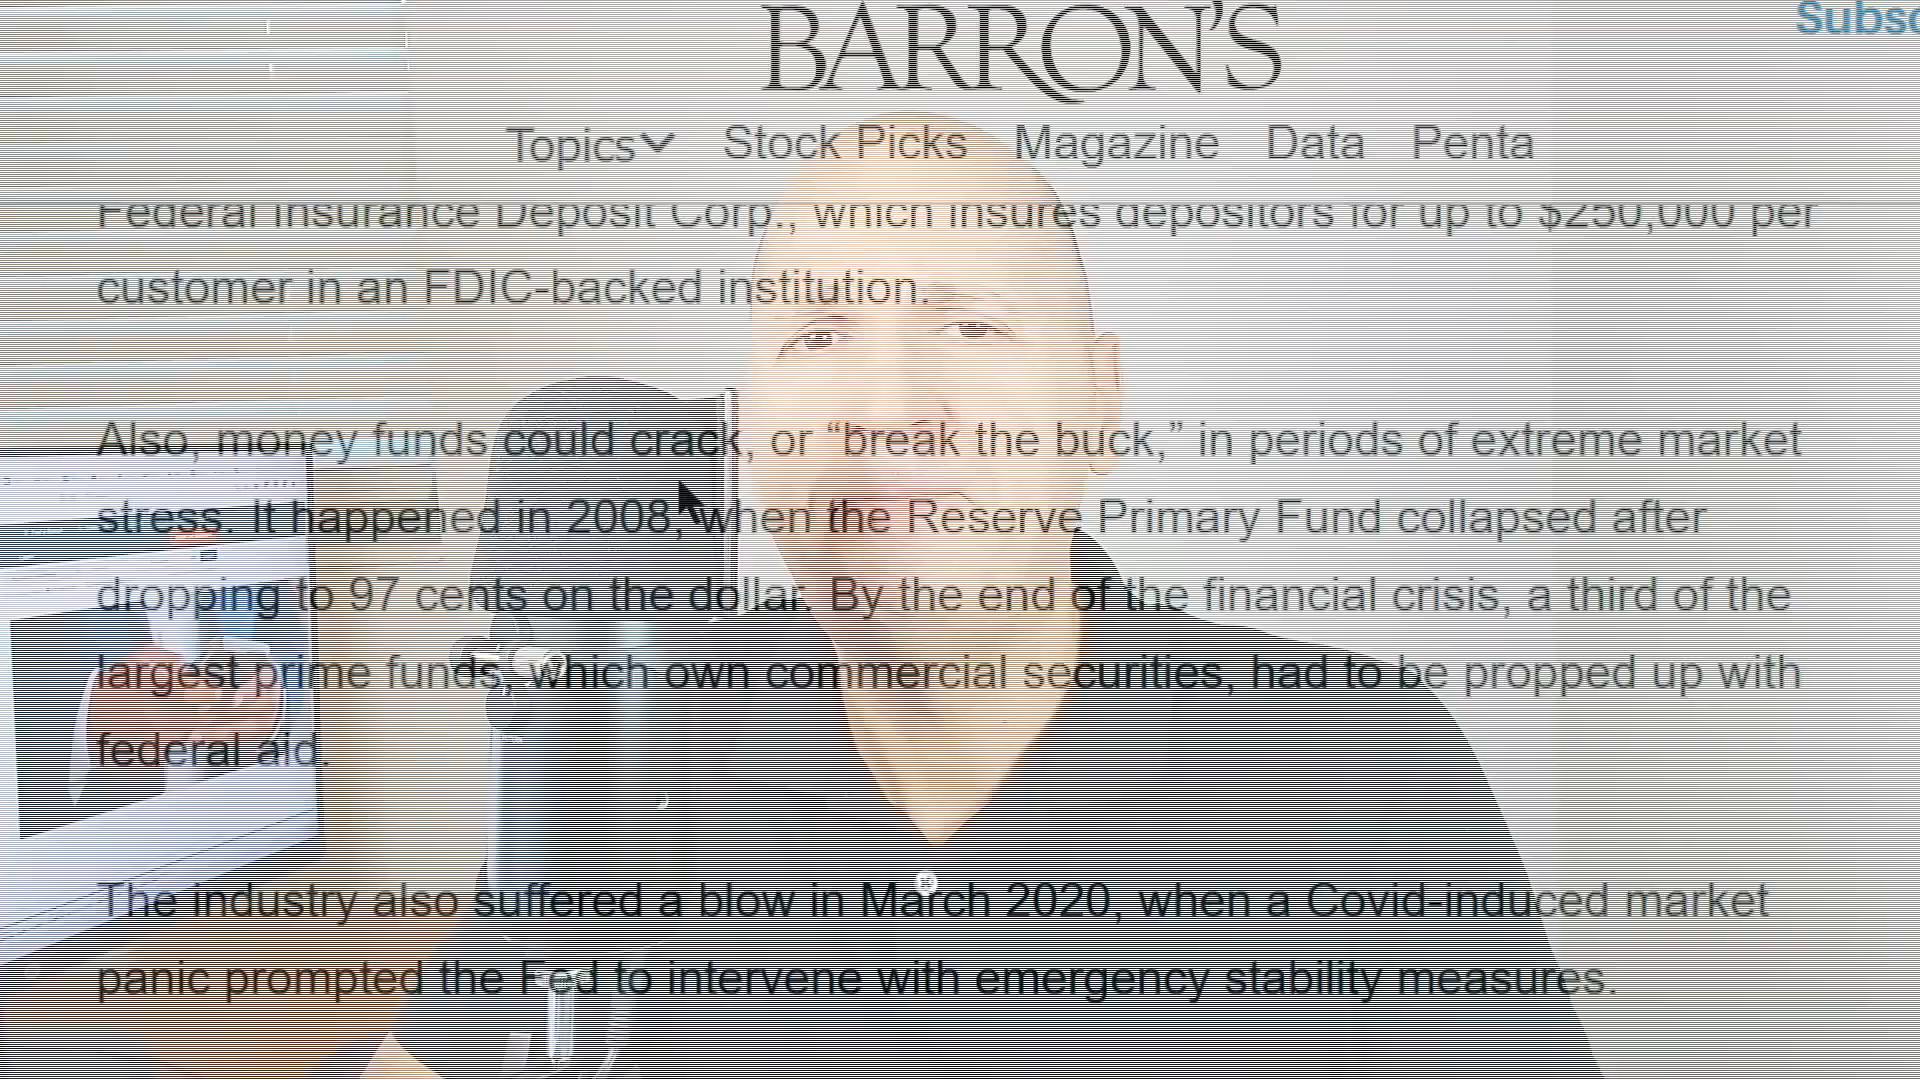 BARRON'S
Subsc
Topics Stock Picks Magazine Data Penta
Federal Insurance Deposit Corp., which insures depositors for up to $250,000 per
customer in an FDIC-backed institution.
Also, money funds could crack, or “break the buck,” in periods of extreme market
stress. It happened in 2008, when the Reserve Primary Fund collapsed after
dropping to 97 cents on the dollar. By the end of the financial crisis, a third of the
largest prime funds, which own commercial securities, had to be propped up with
federal aid.
The industry also suffered a blow in March 2020, when a Covid-induced market
panic prompted the Fed to intervene with emergency stability measures.